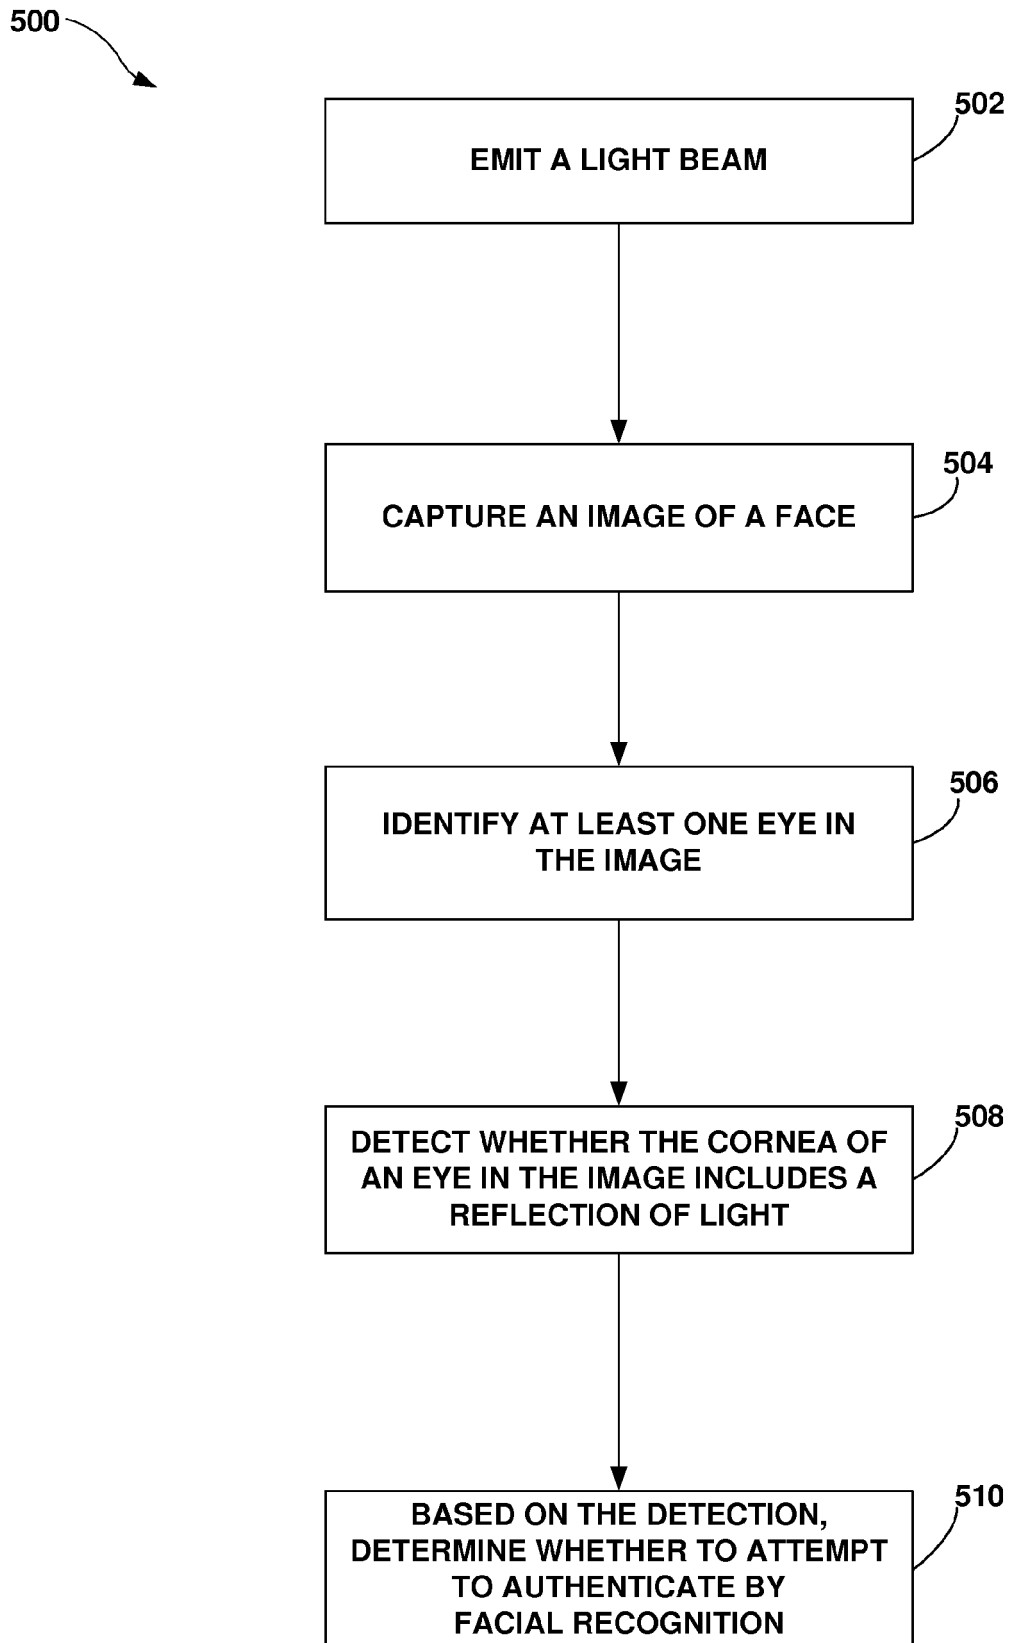 500
502
EMIT A LIGHT BEAM
504
CAPTURE AN IMAGE OF A FACE
506
IDENTIFY AT LEAST ONE EYE IN
THE IMAGE
508
DETECT WHETHER THE CORNEA OF
AN EYE IN THE IMAGE INCLUDES A
REFLECTION OF LIGHT
510
BASED ON THE DETECTION,
DETERMINE WHETHER TO ATTEMPT
TO AUTHENTICATE BY
FACIAL RECOGNITION